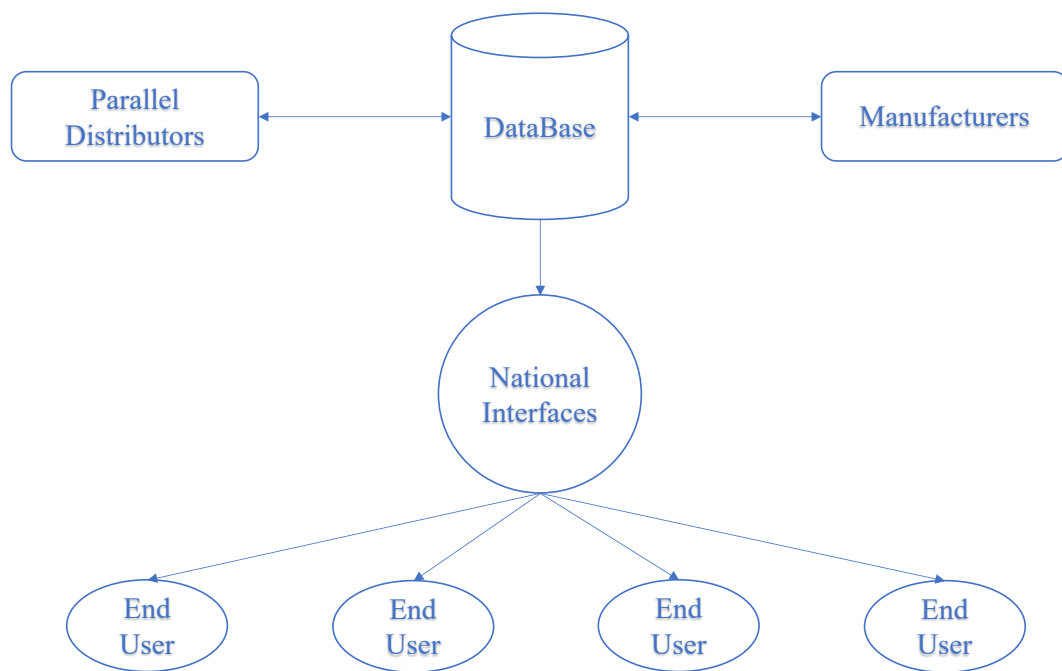 Parallel
Distributors
DataBase
Manufacturers
National
Interfaces
End
User
End
User
End
User
End
User